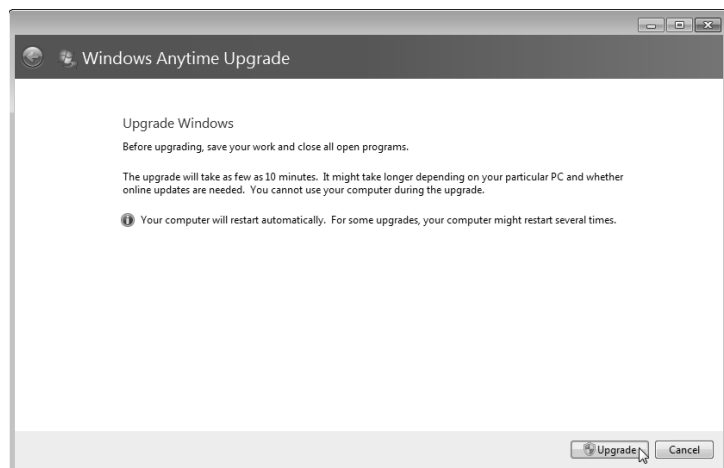 Windows Anytime Upgrade
Upgrade Windows
Before upgrading, save your work and close all open programs.
The upgrade will take as few as 10 minutes.  It might take longer depending on your particular PC and whether
online updates are needed.  You cannot use your computer during the upgrade.
Your computer will restart automatically.  For some upgrades, your computer might restart several times.
Upgrade
Cancel